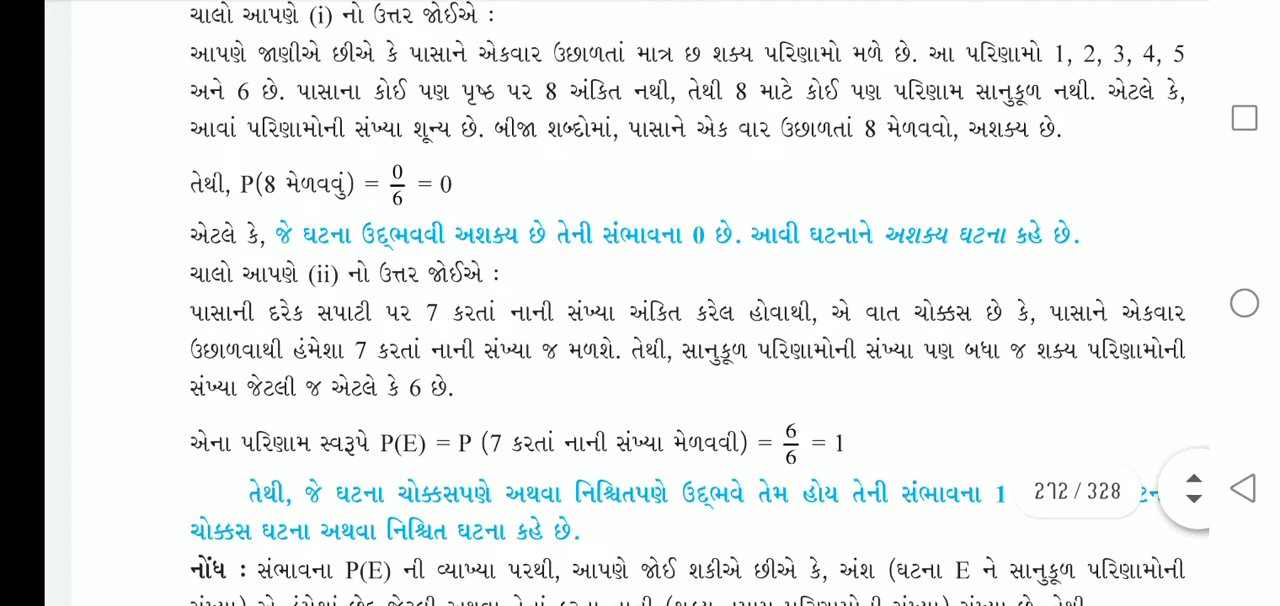 ચાલો આપણે (i) નો ઉત્તર જોઈએ :
આપણે જાણીએ છીએ કે પાસાને એકવાર ઉછાળતાં માત્ર છ શક્ય પરિણામો મળે છે. આ પરિણામો 1, 2, 3, 4, 5
અને 6 છે. પાસાના કોઈ પણ પૃષ્ઠ પર 8 અંકિત નથી, તેથી 8 માટે કોઈ પણ પરિણામ સાનુકૂળ નથી. એટલે કે,
આવાં પરિણામોની સંખ્યા શૂન્ય છે. બીજા શબ્દોમાં, પાસાને એક વાર ઉછાળતાં 8 મેળવવો, અશક્ય છે.
તેથી, P(8 મેળવવું) = 0/6 = 0
એટલે કે, જે ઘટના ઉદ્દભવવી અશક્ય છે તેની સંભાવના 0 છે. આવી ઘટનાને અશક્ય ઘટના કહે છે.
ચાલો આપણે (ii) નો ઉત્તર જોઈએ :
પાસાની દરેક સપાટી પર 7 કરતાં નાની સંખ્યા અંકિત કરેલ હોવાથી, એ વાત ચોક્કસ છે કે, પાસાને એકવાર
ઉછાળવાથી હંમેશા 7 કરતાં નાની સંખ્યા જ મળશે. તેથી, સાનુકૂળ પરિણામોની સંખ્યા પણ બધા જ શક્ય પરિણામોની
સંખ્યા જેટલી જ એટલે કે 6 છે.
એના પરિણામ સ્વરૂપે P(E) = P (7 કરતાં નાની સંખ્યા મેળવવી) = 6/6 = 1
તેથી, જે ઘટના ચોક્કસપણે અથવા નિશ્ચિતપણે ઉદ્દભવે તેમ હોય તેની સંભાવના 1
272 / 328
ચોક્કસ ઘટના અથવા નિશ્ચિત ઘટના કહે છે.
નોંધ : સંભાવના P(E) ની વ્યાખ્યા પરથી, આપણે જોઈ શકીએ છીએ કે, અંશ (ઘટના E ને સાનુકૂળ પરિણામોની